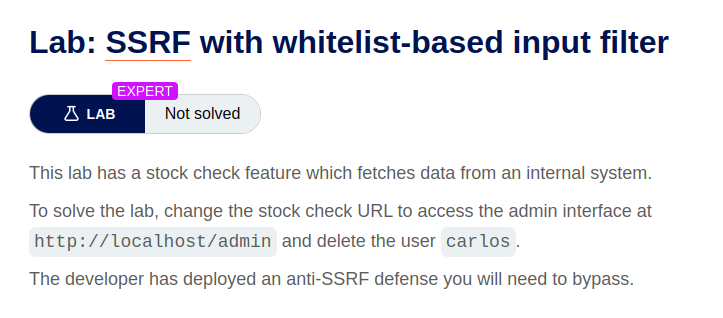 Lab: SSRF with whitelist-based input filter
EXPERT
LAB Not solved
This lab has a stock check feature which fetches data from an internal system.
To solve the lab, change the stock check URL to access the admin interface at
http://localhost/admin and delete the user carlos.
The developer has deployed an anti-SSRF defense you will need to bypass.